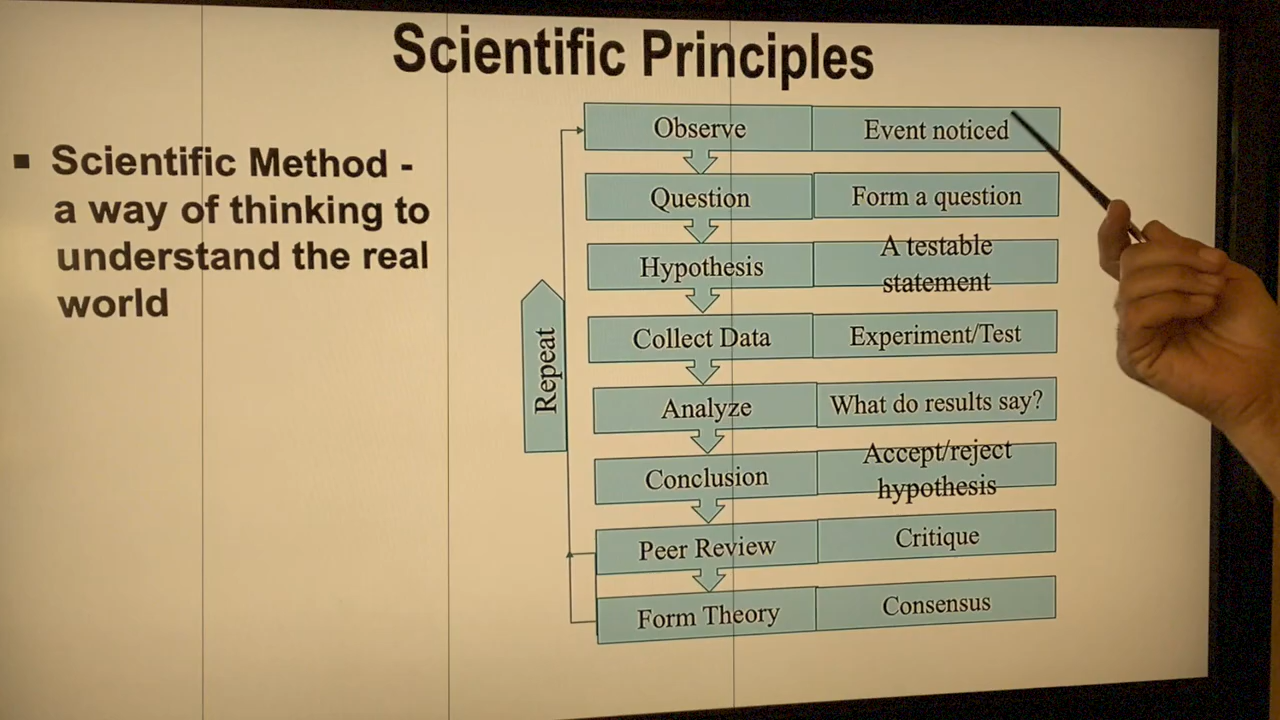 Scientific Principles
▪ Scientific Method -
a way of thinking to
understand the real
world
Repeat
Observe
Event noticed
Question
Form a question
Hypothesis
A testable
statement
Collect Data
Experiment/Test
Analyze
What do results say?
Conclusion
Accept/reject
hypothesis
Peer Review
Critique
Form Theory
Consensus